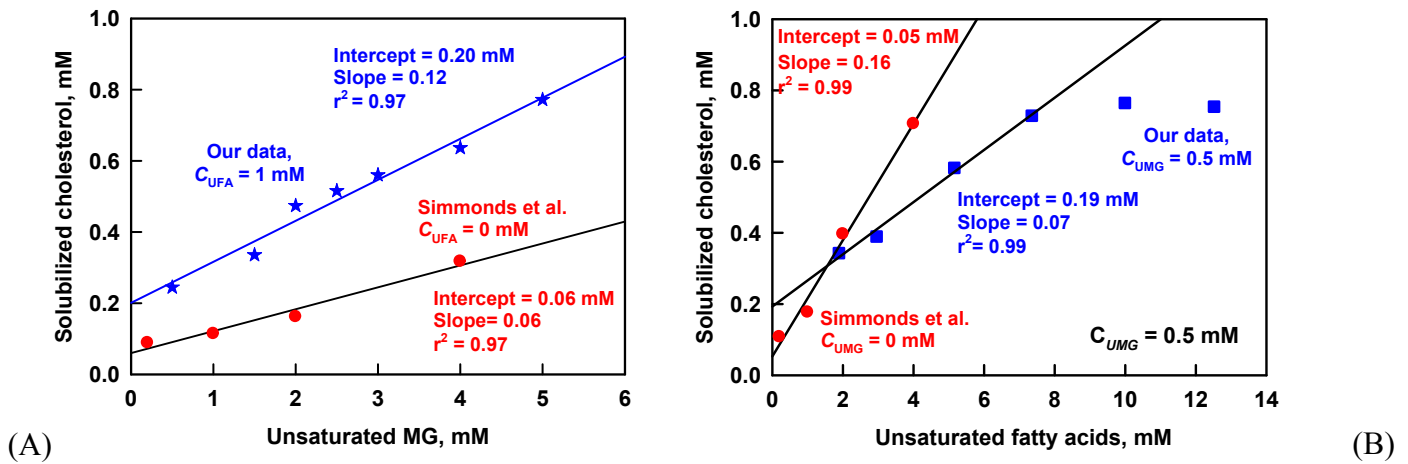 1.0
0.8
0.6
0.4
0.2
0.0
Solubilized cholesterol, mM
Intercept = 0.20 mM
Slope = 0.12
r² = 0.97
Our data,
C_UFA = 1 mM
Simmonds et al.
C_UFA = 0 mM
Intercept = 0.06 mM
Slope= 0.06
r² = 0.97
0 1 2 3 4 5 6
Unsaturated MG, mM
(A)
1.0
0.8
0.6
0.4
0.2
0.0
Solubilized cholesterol, mM
Intercept = 0.05 mM
Slope = 0.16
r² = 0.99
Our data,
C_UMG = 0.5 mM
Intercept = 0.19 mM
Slope = 0.07
r²= 0.99
Simmonds et al.
C_UMG = 0 mM
C_UMG = 0.5 mM
0 2 4 6 8 10 12 14
Unsaturated fatty acids, mM
(B)